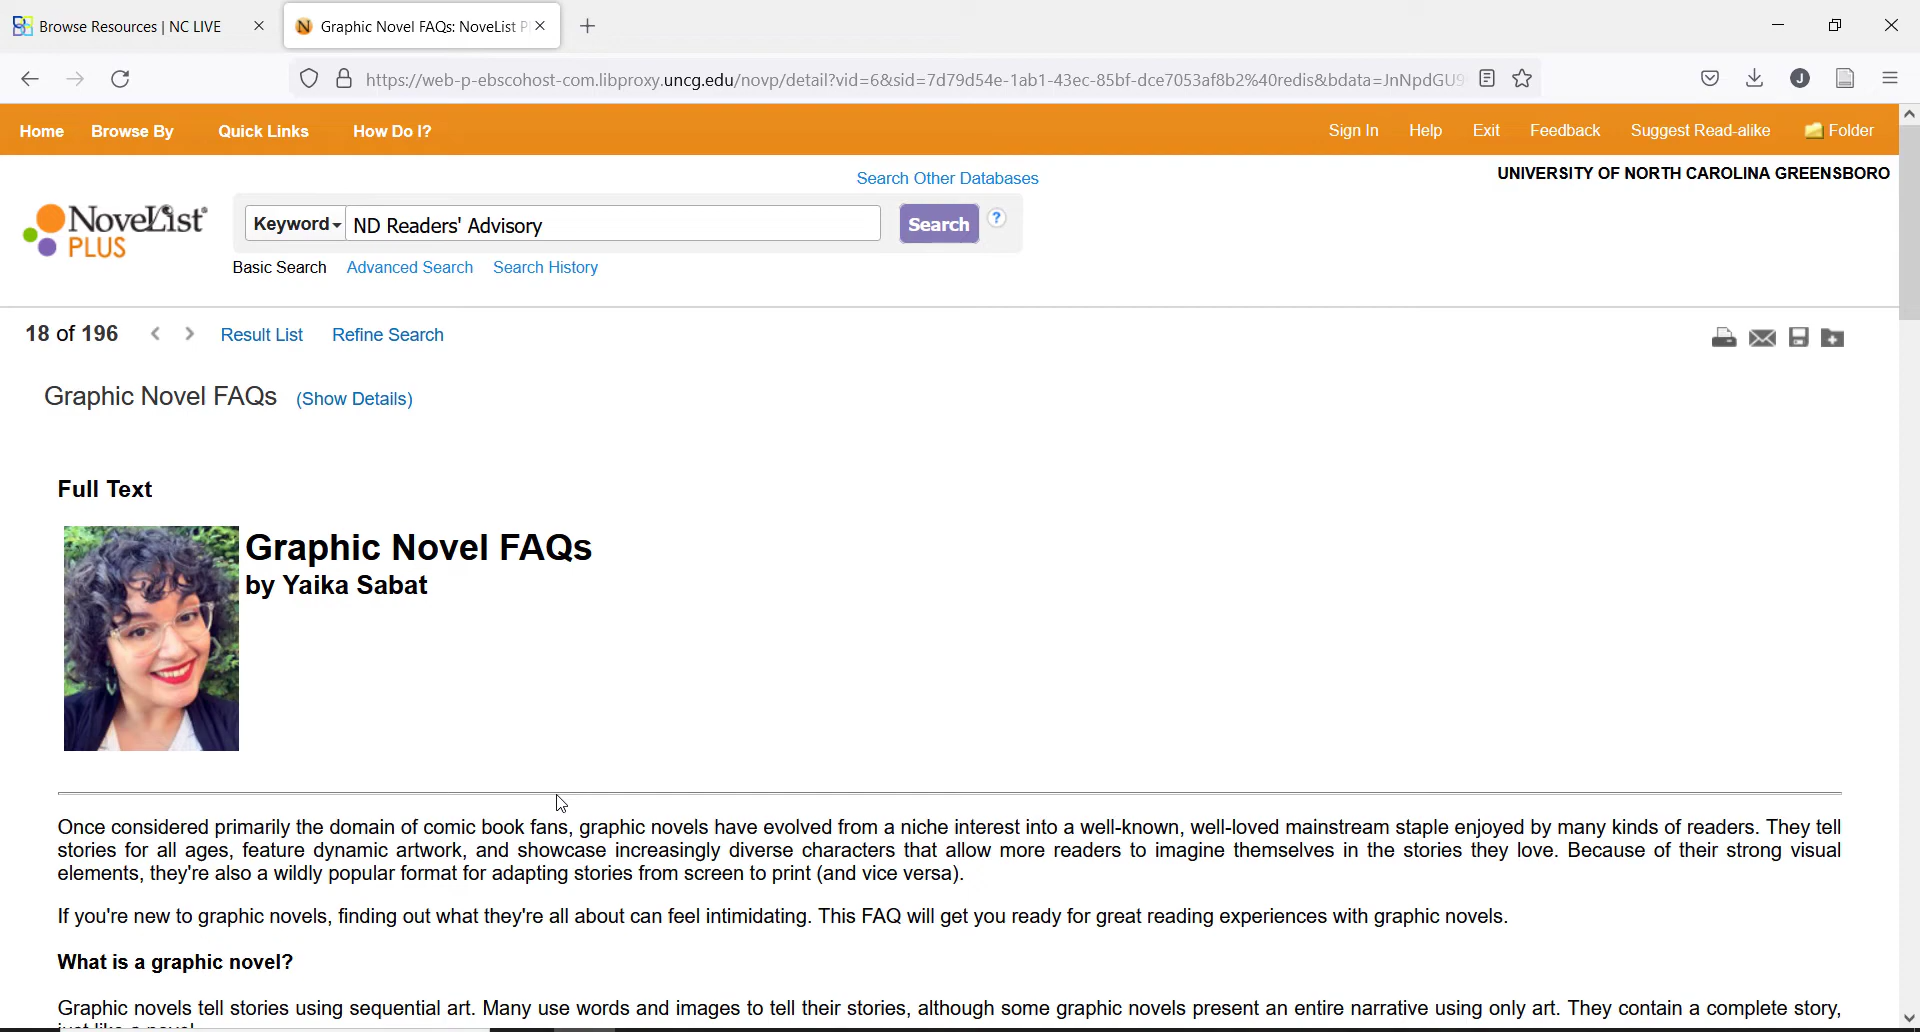 Browse Resources | NC LIVE
Graphic Novel FAQs: NoveList P
https://web-p-ebscohost-com.libproxy.uncg.edu/novp/detail?vid=6&sid=7d79d54e-1ab1-43ec-85bf-dce7053af8b2%40redis&bdata=JnNpdGU9
J
Home Browse By Quick Links How Do I? Sign In Help Exit Feedback Suggest Read-alike Folder
Search Other Databases
UNIVERSITY OF NORTH CAROLINA GREENSBORO
NoveList®
PLUS
Keyword ND Readers' Advisory Search ?
Basic Search Advanced Search Search History
18 of 196 Result List Refine Search
Graphic Novel FAQs (Show Details)
Full Text
Graphic Novel FAQs
by Yaika Sabat
Once considered primarily the domain of comic book fans, graphic novels have evolved from a niche interest into a well-known, well-loved mainstream staple enjoyed by many kinds of readers. They tell
stories for all ages, feature dynamic artwork, and showcase increasingly diverse characters that allow more readers to imagine themselves in the stories they love. Because of their strong visual
elements, they're also a wildly popular format for adapting stories from screen to print (and vice versa).
If you're new to graphic novels, finding out what they're all about can feel intimidating. This FAQ will get you ready for great reading experiences with graphic novels.
What is a graphic novel?
Graphic novels tell stories using sequential art. Many use words and images to tell their stories, although some graphic novels present an entire narrative using only art. They contain a complete story,